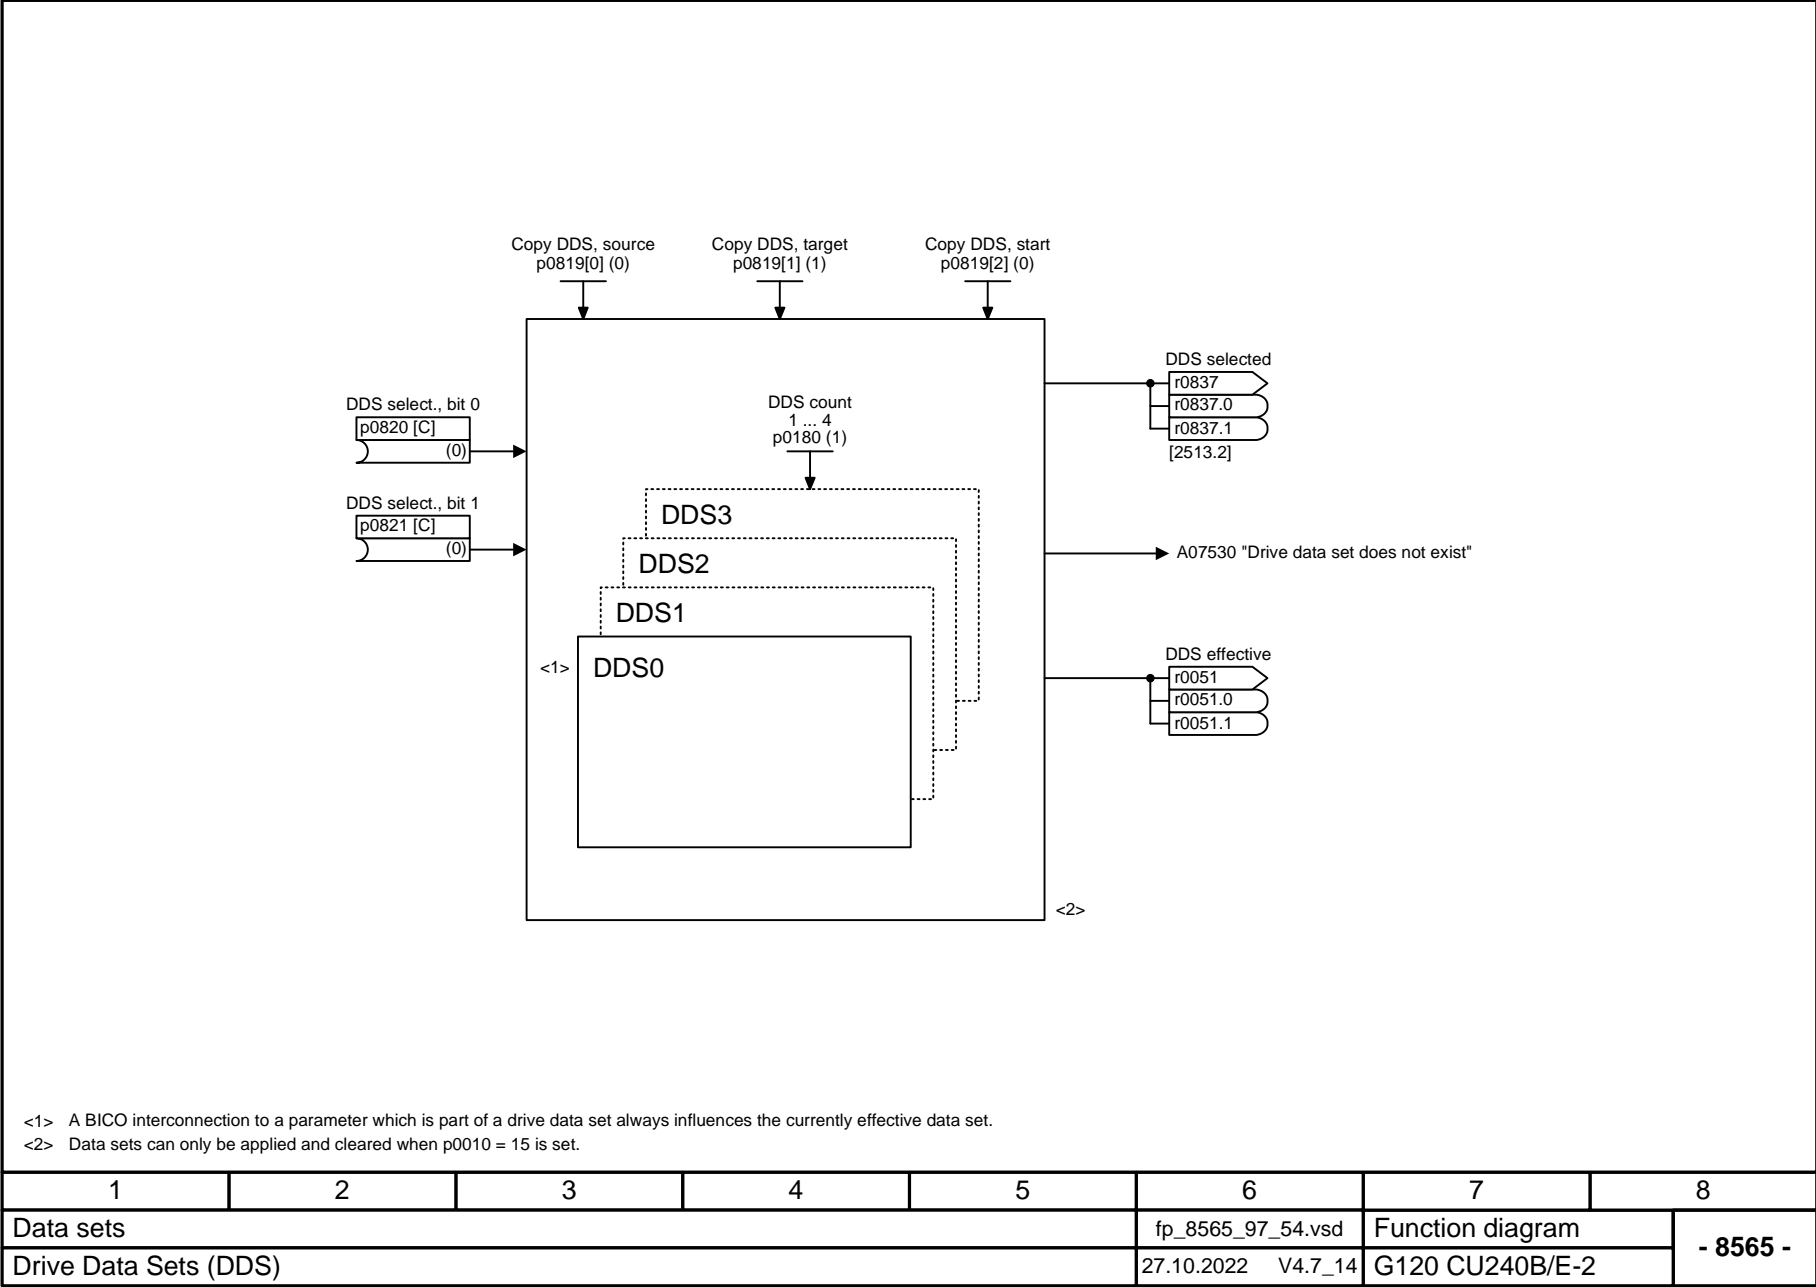 Copy DDS, source
p0819[0] (0)
Copy DDS, target
p0819[1] (1)
Copy DDS, start
p0819[2] (0)
DDS select., bit 0
p0820 [C]
(0)
DDS select., bit 1
p0821 [C]
(0)
DDS count
1 ... 4
p0180 (1)
DDS3
DDS2
DDS1
<1>
DDS0
<2>
DDS selected
r0837
r0837.0
r0837.1
[2513.2]
A07530 "Drive data set does not exist"
DDS effective
r0051
r0051.0
r0051.1
<1> A BICO interconnection to a parameter which is part of a drive data set always influences the currently effective data set.
<2> Data sets can only be applied and cleared when p0010 = 15 is set.
1 2 3 4 5 6 7 8
Data sets
fp_8565_97_54.vsd
Function diagram
- 8565 -
Drive Data Sets (DDS)
27.10.2022 V4.7_14
G120 CU240B/E-2